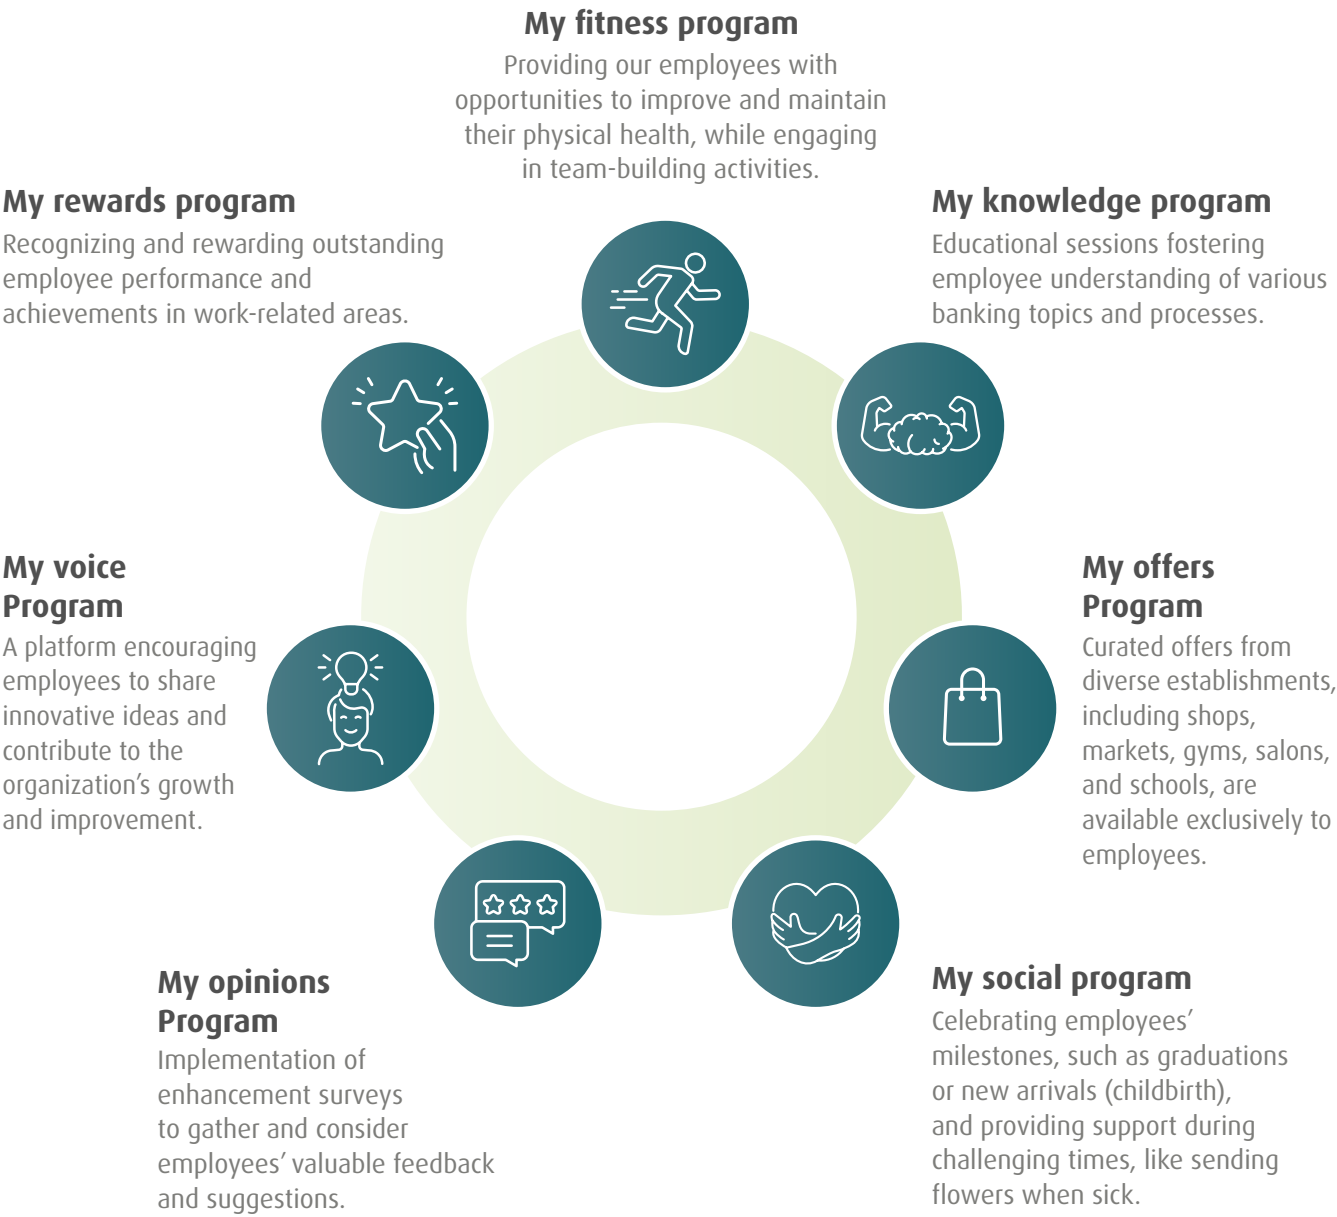 My fitness program
Providing our employees with
opportunities to improve and maintain
their physical health, while engaging
in team-building activities.
My rewards program
Recognizing and rewarding outstanding
employee performance and
achievements in work-related areas.
My knowledge program
Educational sessions fostering
employee understanding of various
banking topics and processes.
My voice
Program
A platform encouraging
employees to share
innovative ideas and
contribute to the
organization’s growth
and improvement.
My offers
Program
Curated offers from
diverse establishments,
including shops,
markets, gyms, salons,
and schools, are
available exclusively to
employees.
My opinions
Program
Implementation of
enhancement surveys
to gather and consider
employees’ valuable feedback
and suggestions.
My social program
Celebrating employees’
milestones, such as graduations
or new arrivals (childbirth),
and providing support during
challenging times, like sending
flowers when sick.